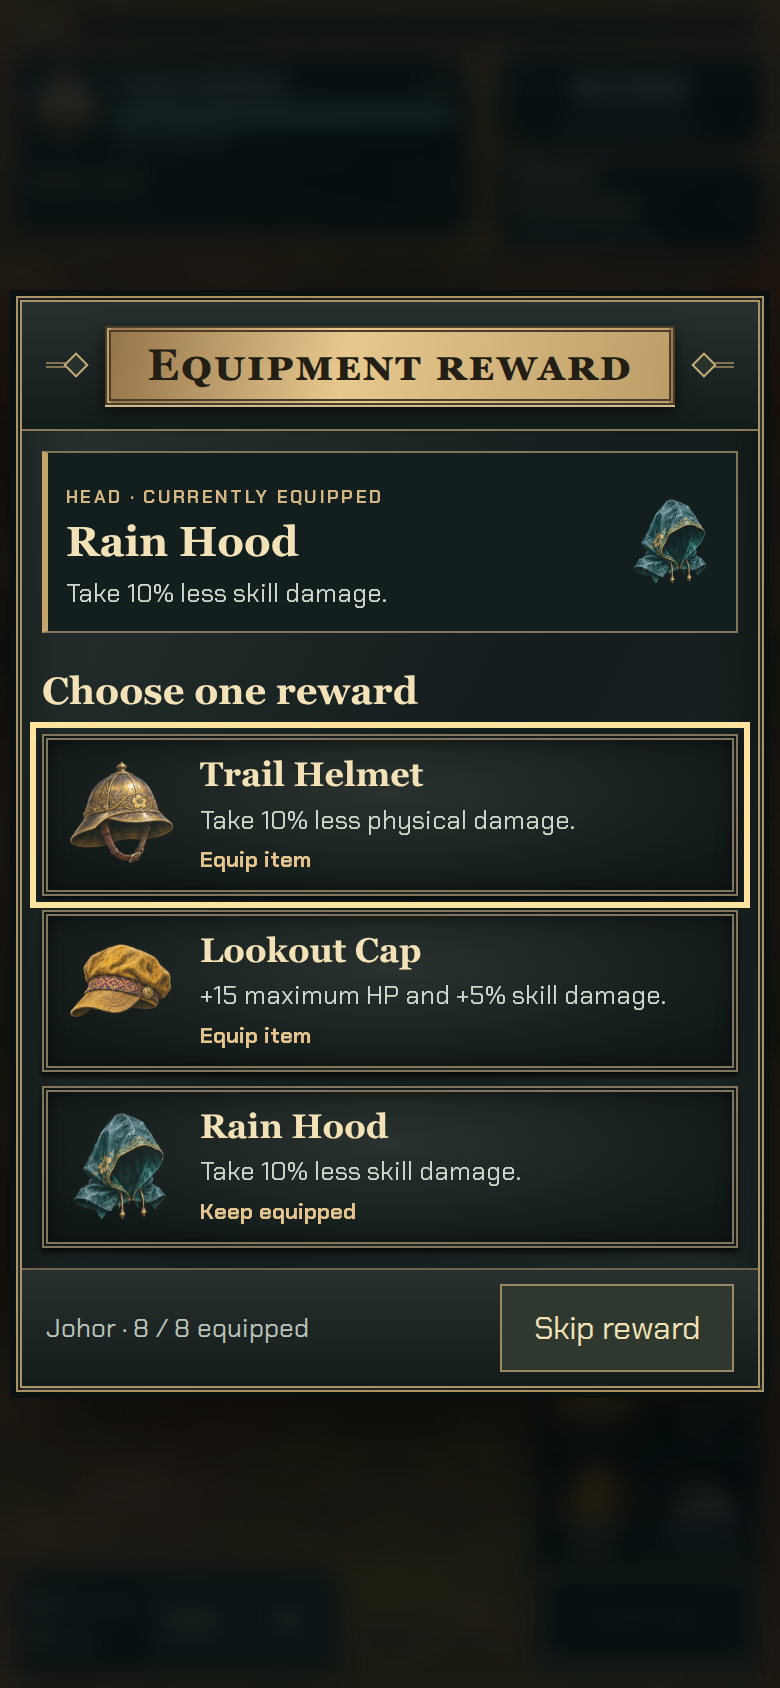 Equipment reward
HEAD · CURRENTLY EQUIPPED
Rain Hood
Take 10% less skill damage.
Choose one reward
Trail Helmet
Take 10% less physical damage.
Equip item
Lookout Cap
+15 maximum HP and +5% skill damage.
Equip item
Rain Hood
Take 10% less skill damage.
Keep equipped
Johor · 8 / 8 equipped
Skip reward